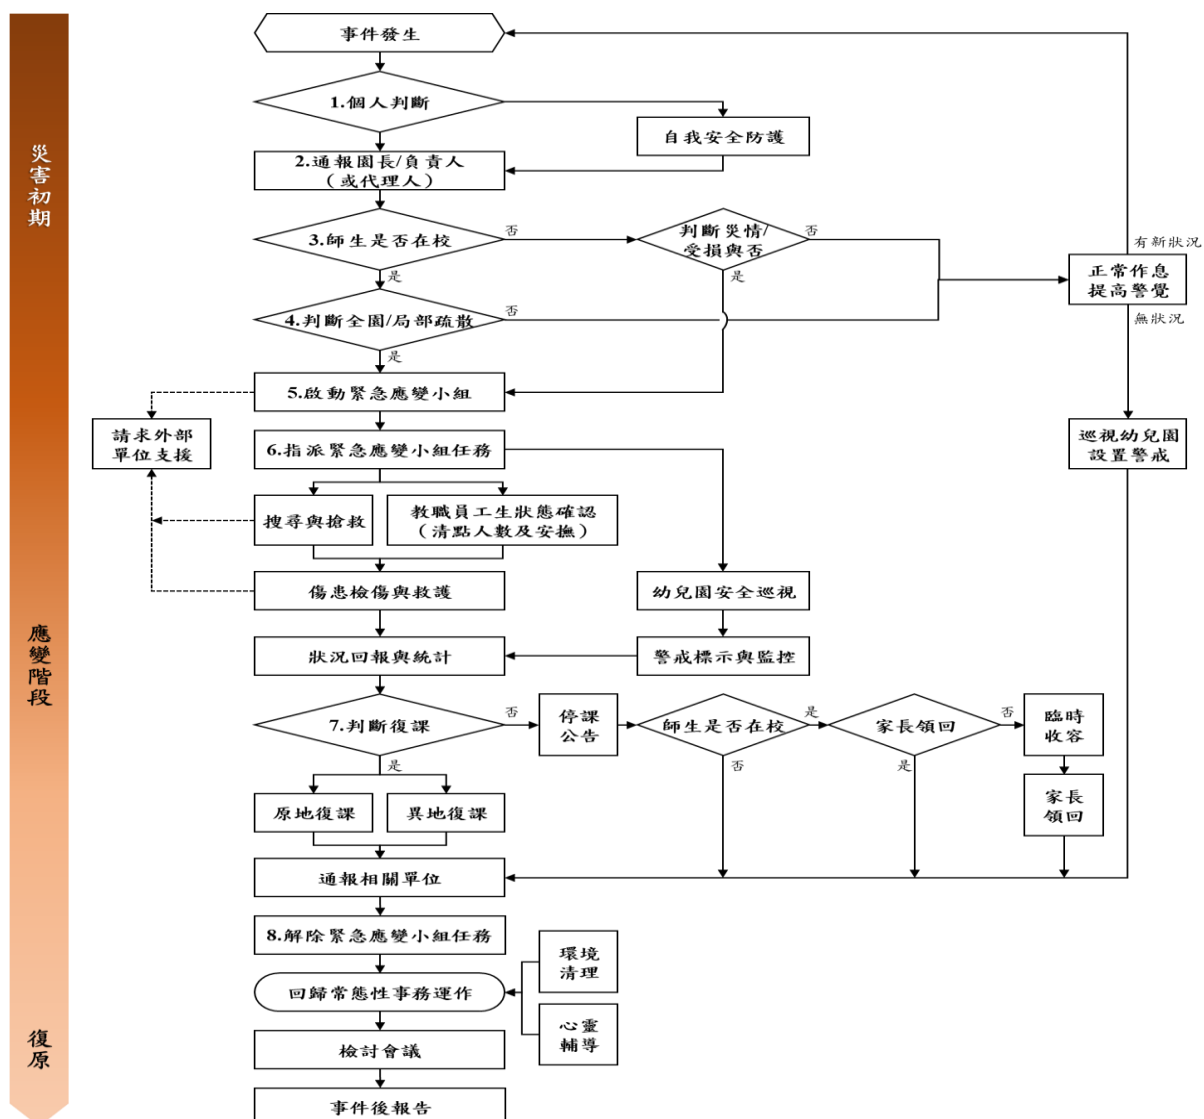 災害初期
應變階段
復原
事件發生
1.個人判斷
自我安全防護
2.通報園長/負責人
（或代理人）
3.師生是否在校
否
是
判斷災情/
受損與否
否
是
有新狀況
正常作息
提高警覺
無狀況
4.判斷全園/局部疏散
否
是
5.啟動緊急應變小組
請求外部
單位支援
6.指派緊急應變小組任務
巡視幼兒園
設置警戒
搜尋與搶救
教職員工生狀態確認
（清點人數及安撫）
傷患檢傷與救護
幼兒園安全巡視
狀況回報與統計
警戒標示與監控
7.判斷復課
否
是
停課
公告
師生是否在校
是
否
家長領回
否
是
臨時
收容
家長
領回
原地復課
異地復課
通報相關單位
8.解除緊急應變小組任務
環境
清理
回歸常態性事務運作
心靈
輔導
檢討會議
事件後報告